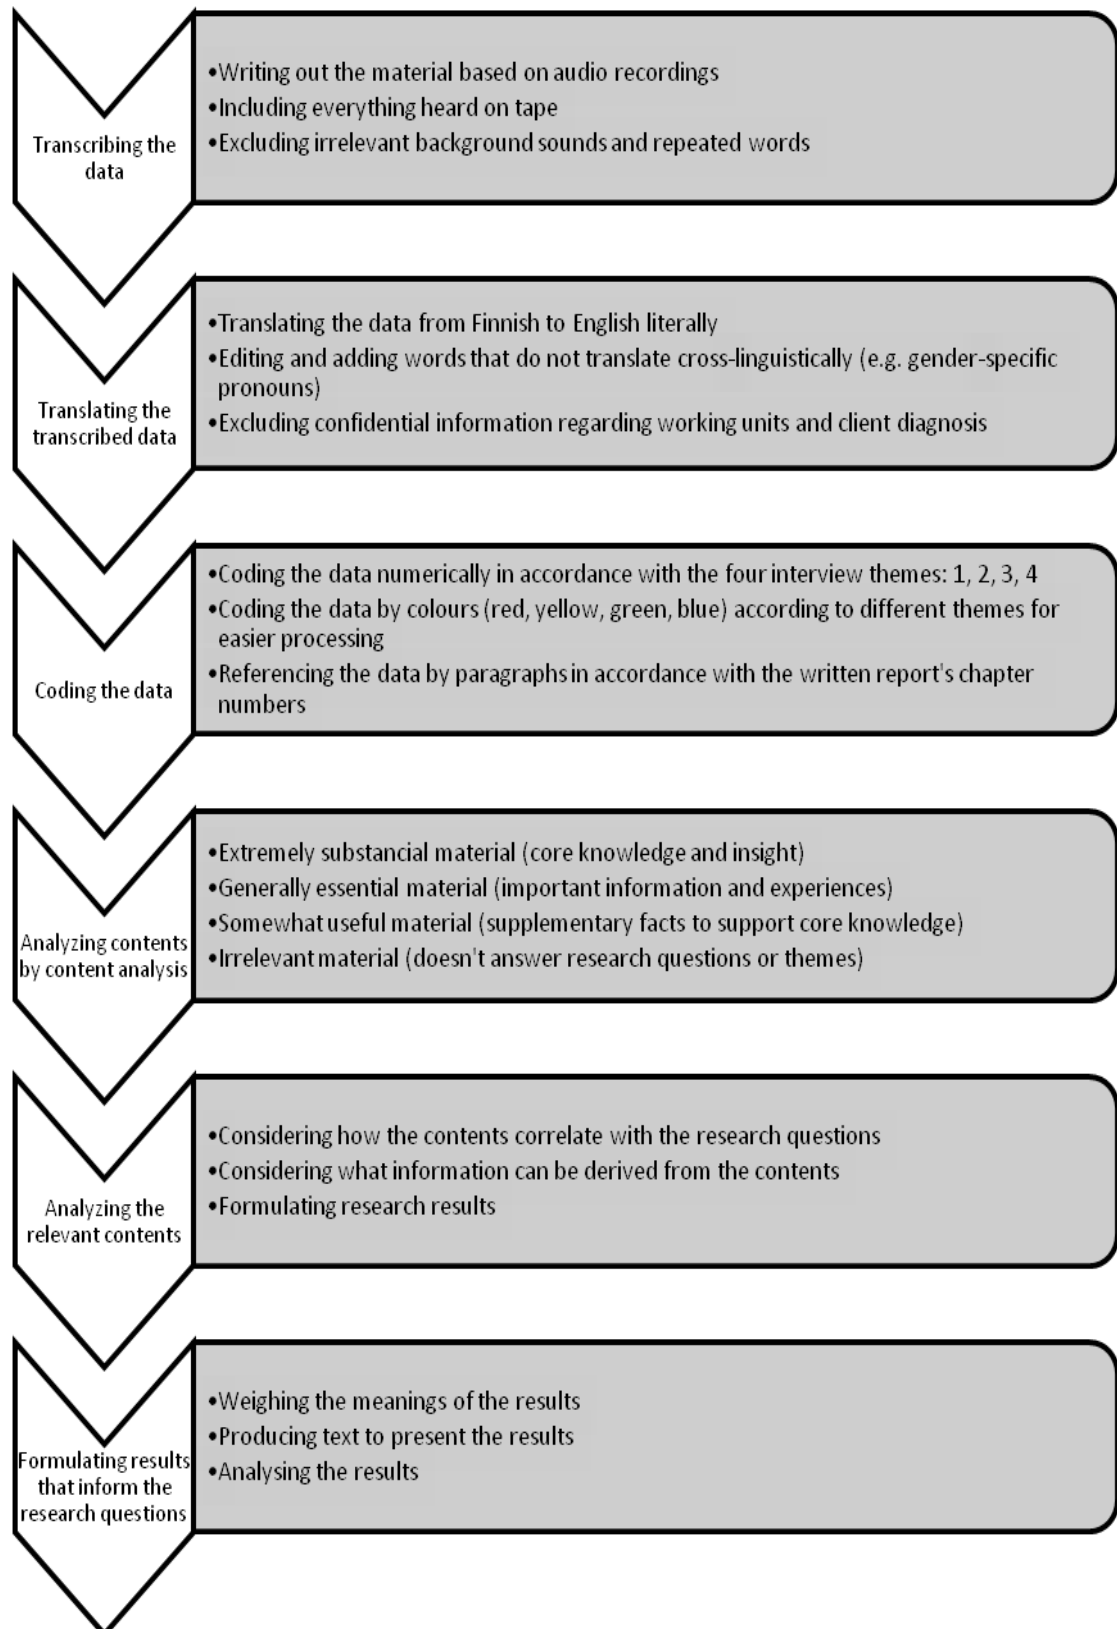 Transcribing the
data
•Writing out the material based on audio recordings
•Including everything heard on tape
•Excluding irrelevant background sounds and repeated words
Translating the
transcribed data
•Translating the data from Finnish to English literally
•Editing and adding words that do not translate cross-linguistically (e.g. gender-specific
pronouns)
•Excluding confidential information regarding working units and client diagnosis
Coding the data
•Coding the data numerically in accordance with the four interview themes: 1, 2, 3, 4
•Coding the data by colours (red, yellow, green, blue) according to different themes for
easier processing
•Referencing the data by paragraphs in accordance with the written report's chapter
numbers
Analyzing contents
by content analysis
•Extremely substancial material (core knowledge and insight)
•Generally essential material (important information and experiences)
•Somewhat useful material (supplementary facts to support core knowledge)
•Irrelevant material (doesn't answer research questions or themes)
Analyzing the
relevant contents
•Considering how the contents correlate with the research questions
•Considering what information can be derived from the contents
•Formulating research results
Formulating results
that inform the
research questions
•Weighing the meanings of the results
•Producing text to present the results
•Analysing the results